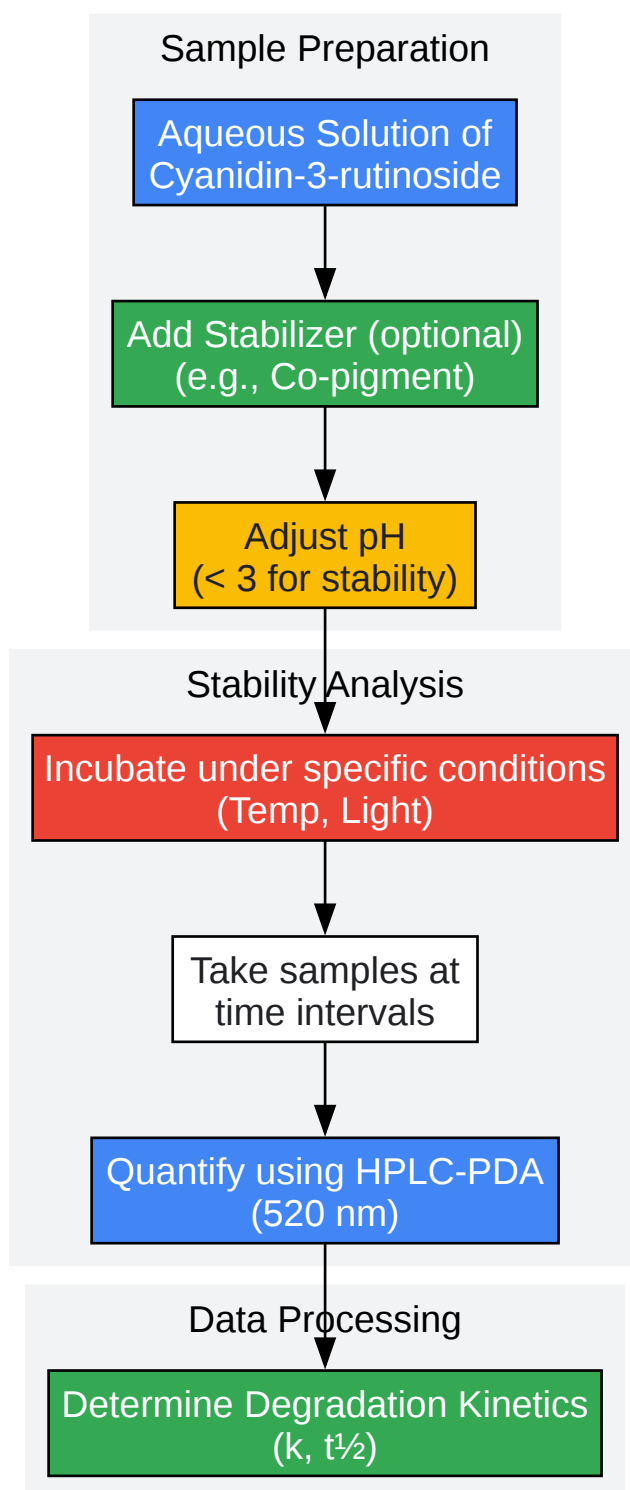 Sample Preparation
Aqueous Solution of
Cyanidin-3-rutinoside
Add Stabilizer (optional)
(e.g., Co-pigment)
Adjust pH
(< 3 for stability)
Stability Analysis
Incubate under specific conditions
(Temp, Light)
Take samples at
time intervals
Quantify using HPLC-PDA
(520 nm)
Data Processing
Determine Degradation Kinetics
(k, t½)